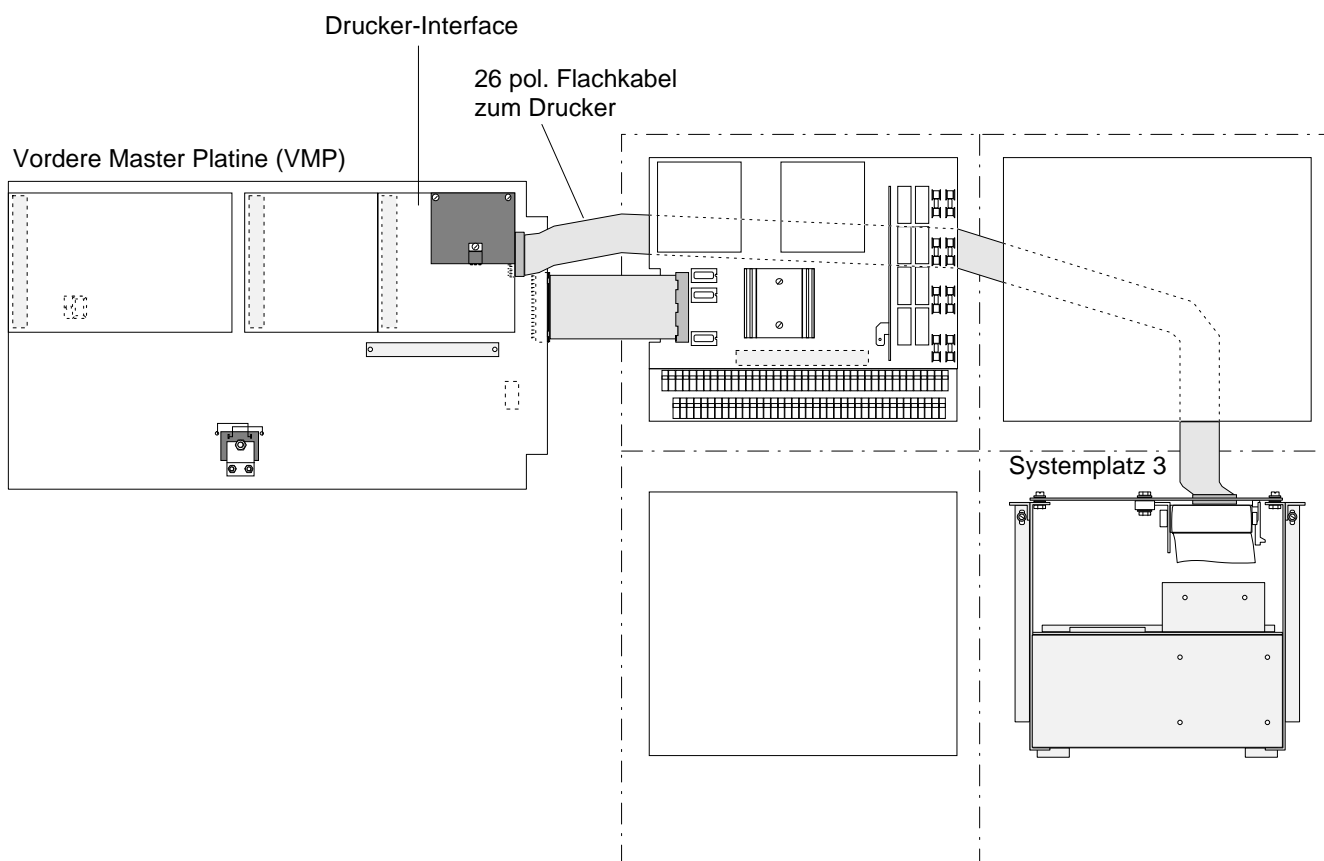 Drucker-Interface
26 pol. Flachkabel
zum Drucker
Vordere Master Platine (VMP)
Systemplatz 3